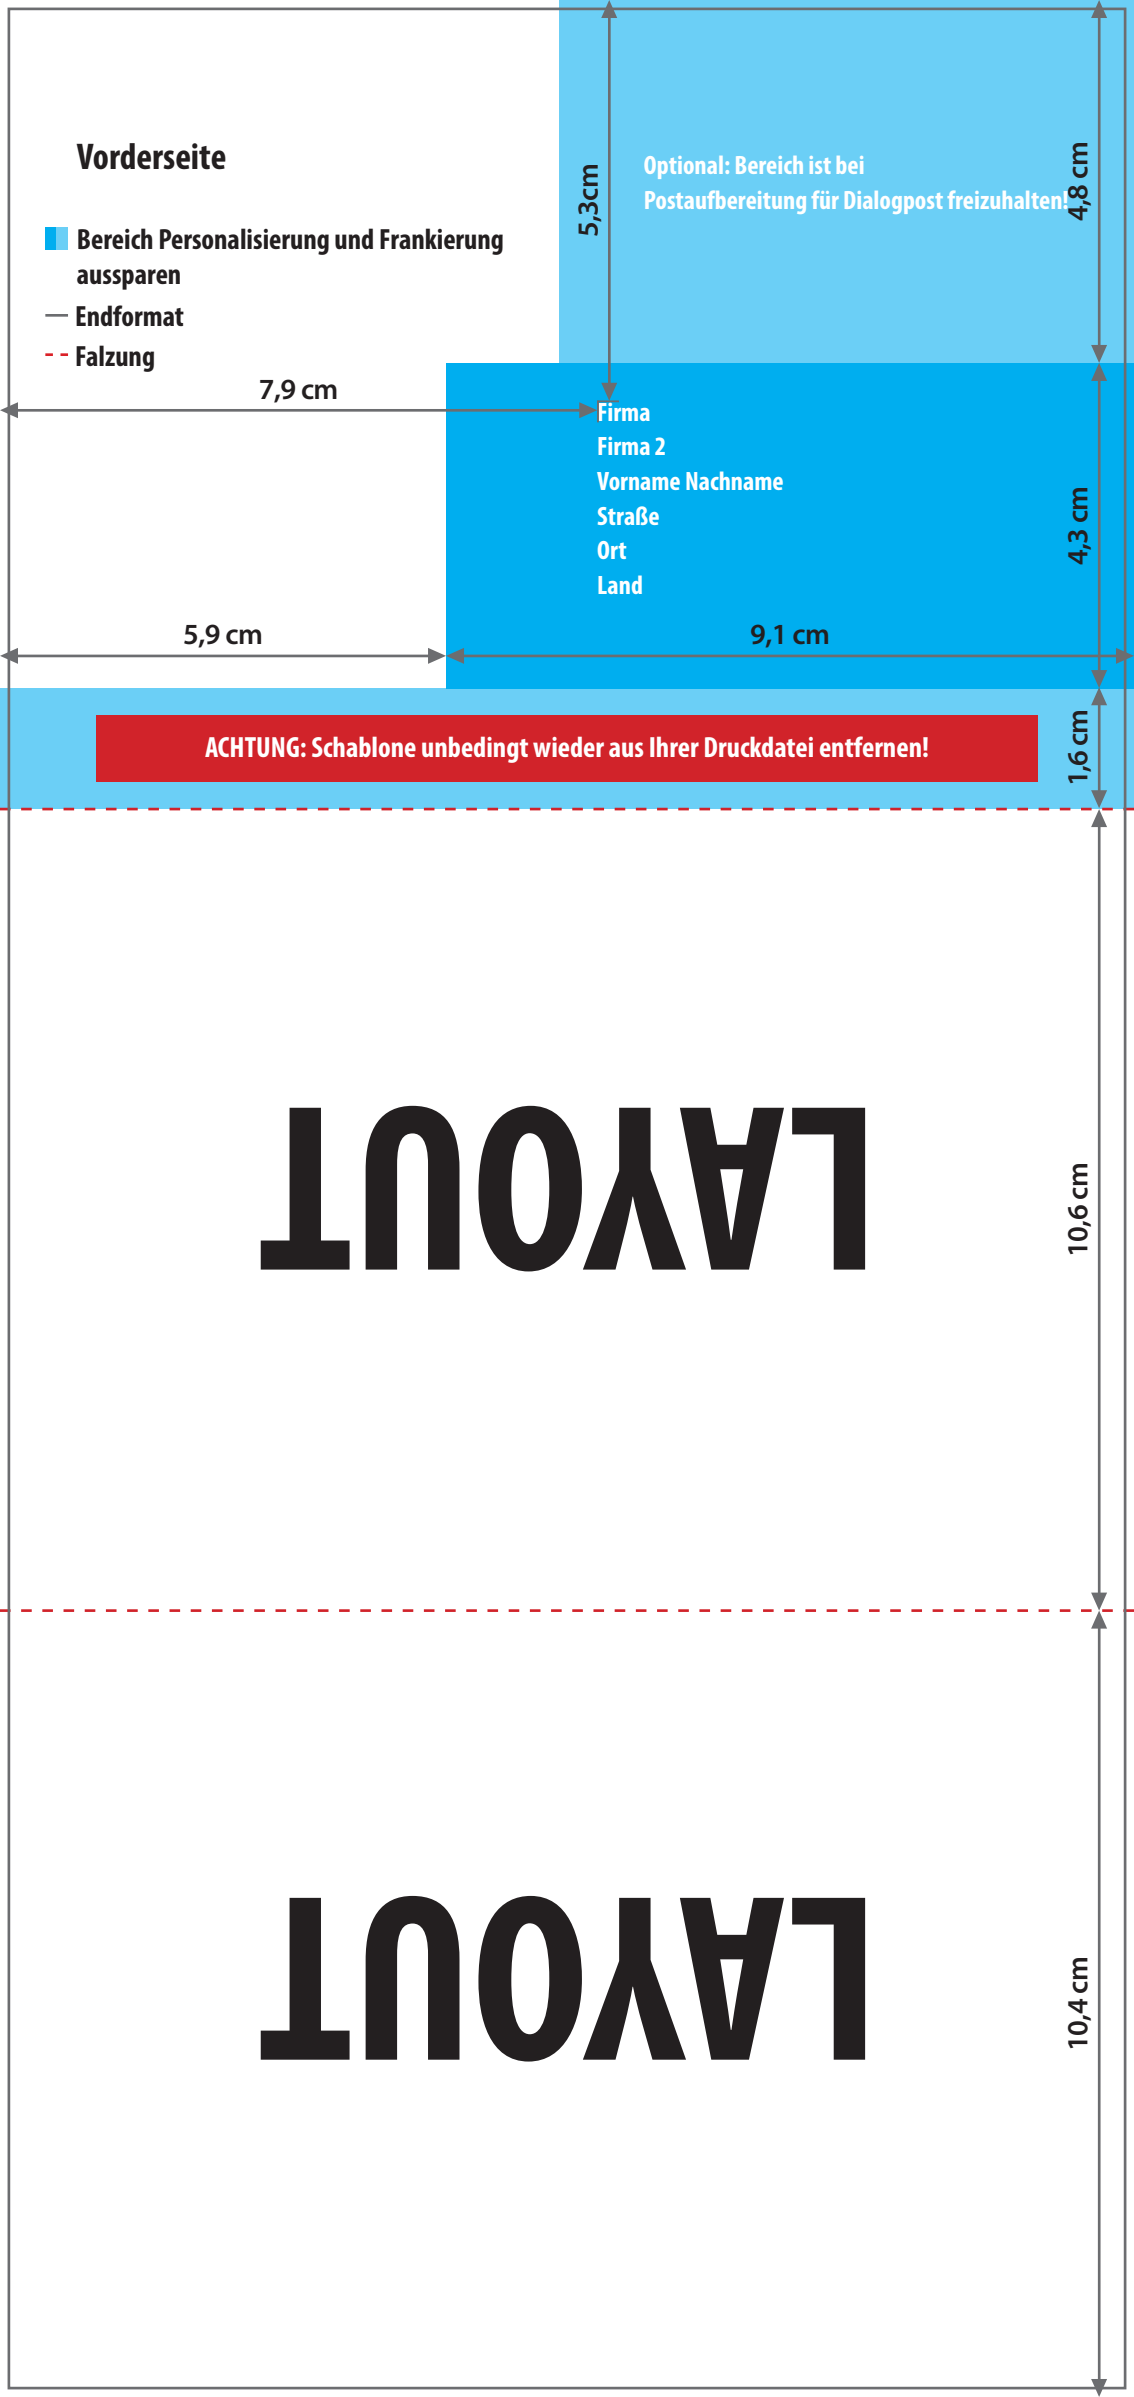 Vorderseite
Bereich Personalisierung und Frankierung
aussparen
Endformat
Falzung
5,3cm
Optional: Bereich ist bei
Postaufbereitung für Dialogpost freizuhalten!
4,8 cm
7,9 cm
Firma
Firma 2
Vorname Nachname
Straße
Ort
Land
4,3 cm
5,9 cm
9,1 cm
ACHTUNG: Schablone unbedingt wieder aus Ihrer Druckdatei entfernen!
1,6 cm
LAYOUT
10,6 cm
LAYOUT
10,4 cm